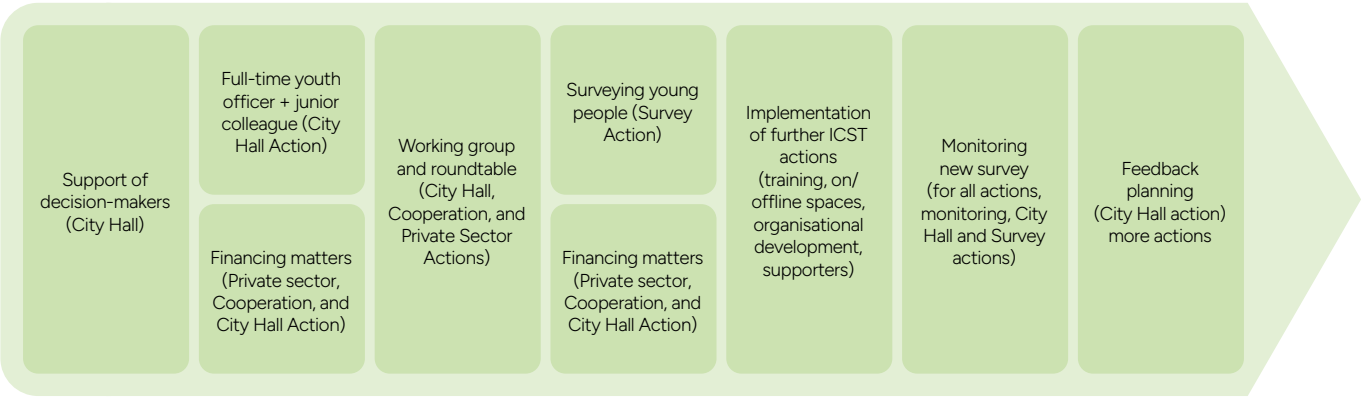 Support of
decision-makers
(City Hall)
Full-time youth
officer + junior
colleague (City
Hall Action)
Financing matters
(Private sector,
Cooperation, and
City Hall Action)
Working group
and roundtable
(City Hall,
Cooperation, and
Private Sector
Actions)
Surveying young
people (Survey
Action)
Financing matters
(Private sector,
Cooperation, and
City Hall Action)
Implementation
of further ICST
actions
(training, on/
offline spaces,
organisational
development,
supporters)
Monitoring
new survey
(for all actions,
monitoring, City
Hall and Survey
actions)
Feedback
planning
(City Hall action)
more actions